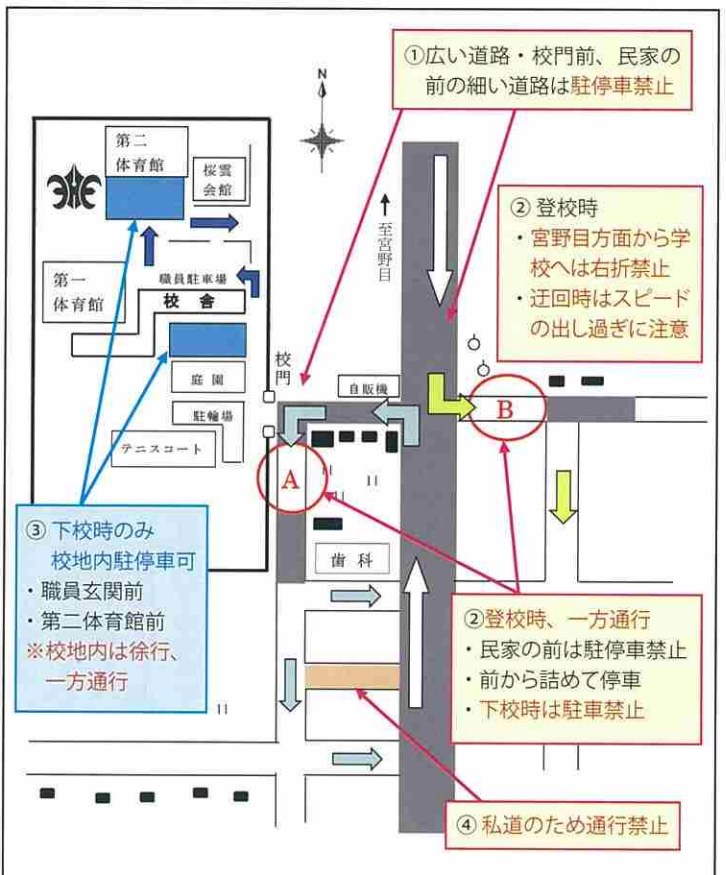 ①広い道路・校門前、民家の
前の細い道路は駐停車禁止
N
第二
体育館
桜雲
会館
至宮野目
②登校時
・宮野目方面から学
校へは右折禁止
・迂回時はスピード
の出し過ぎに注意
第一
体育館
職員駐車場
校舎
校門
自販機
庭園
駐輪場
テニスコート
A
B
歯科
③下校時のみ
校地内駐停車可
・職員玄関前
・第二体育館前
※校地内は徐行、
一方通行
②登校時、一方通行
・民家の前は駐停車禁止
・前から詰めて停車
・下校時は駐車禁止
④私道のため通行禁止